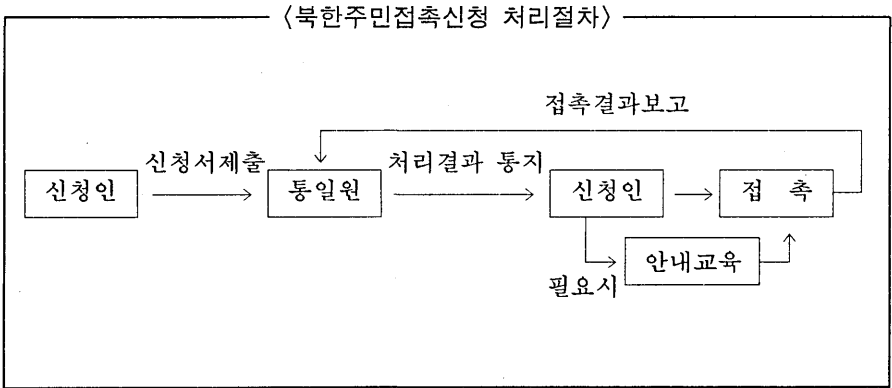 〈북한주민접촉신청 처리절차〉
접촉결과보고
신청서제출 처리결과 통지
신청인 통일원 신청인 접 촉
안내교육
필요시